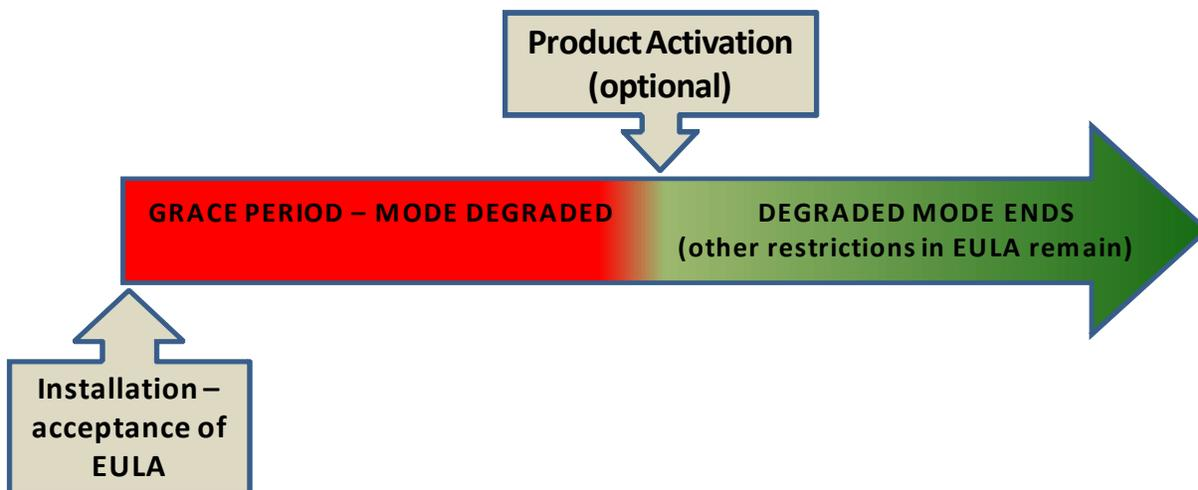 Product Activation
(optional)
GRACE PERIOD – MODE DEGRADED
DEGRADED MODE ENDS
(other restrictions in EULA remain)
Installation –
acceptance of
EULA